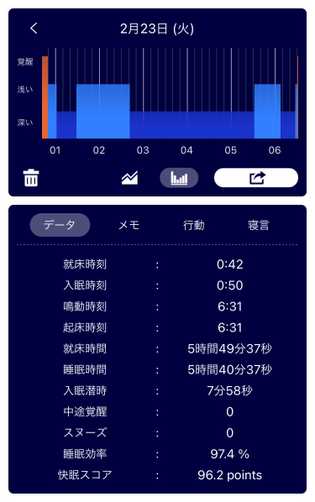 2月23日 (火)
覚醒
浅い
深い
01 02 03 04 05 06
データ メモ 行動 寝言
就床時刻 : 0:42
入眠時刻 : 0:50
鳴動時刻 : 6:31
起床時刻 : 6:31
就床時間 : 5時間49分37秒
睡眠時間 : 5時間40分37秒
入眠潜時 : 7分58秒
中途覚醒 : 0
スヌーズ : 0
睡眠効率 : 97.4 %
快眠スコア : 96.2 points